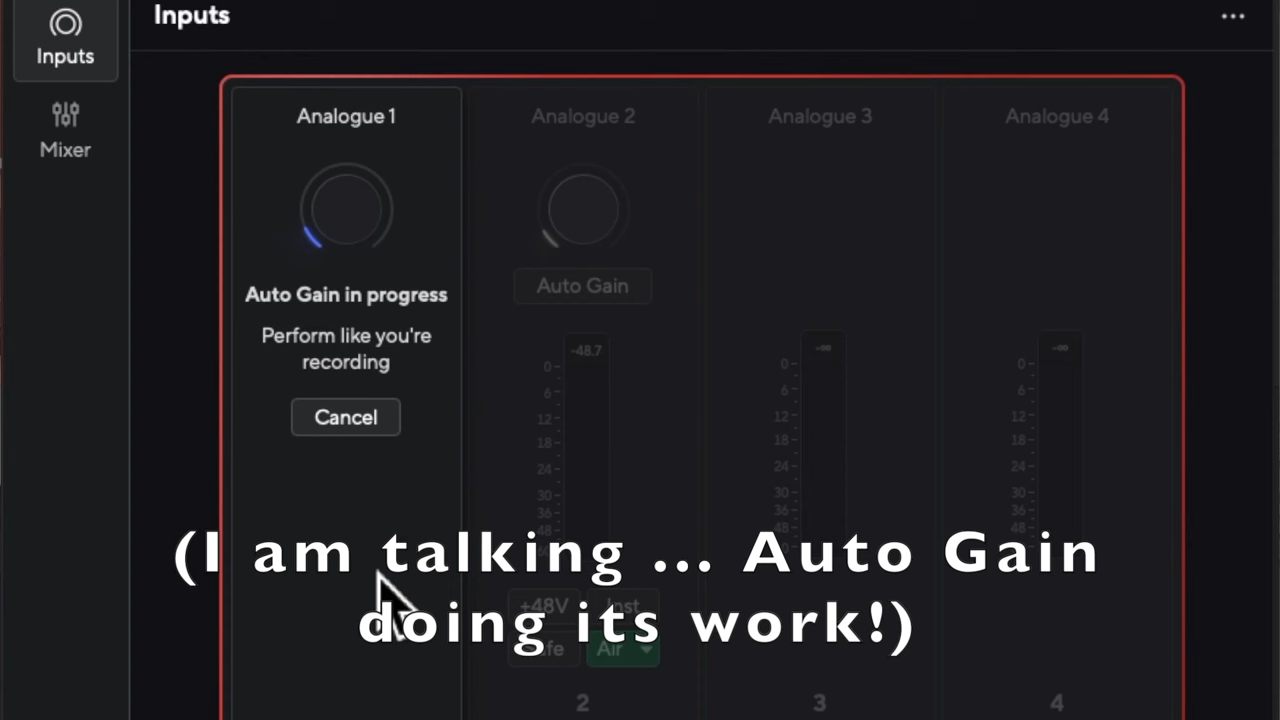 Inputs
Inputs
...
Mixer
Analogue 1
Auto Gain in progress
Perform like you're
recording
Cancel
Analogue 2
Auto Gain
-48.7
0
6
12
18
24
30
36
48
+48V
Inst
Air
2
Analogue 3
-∞
0
6
12
18
24
30
36
48
3
Analogue 4
-∞
0
6
12
18
24
30
36
48
4
(I am talking ... Auto Gain
doing its work!)